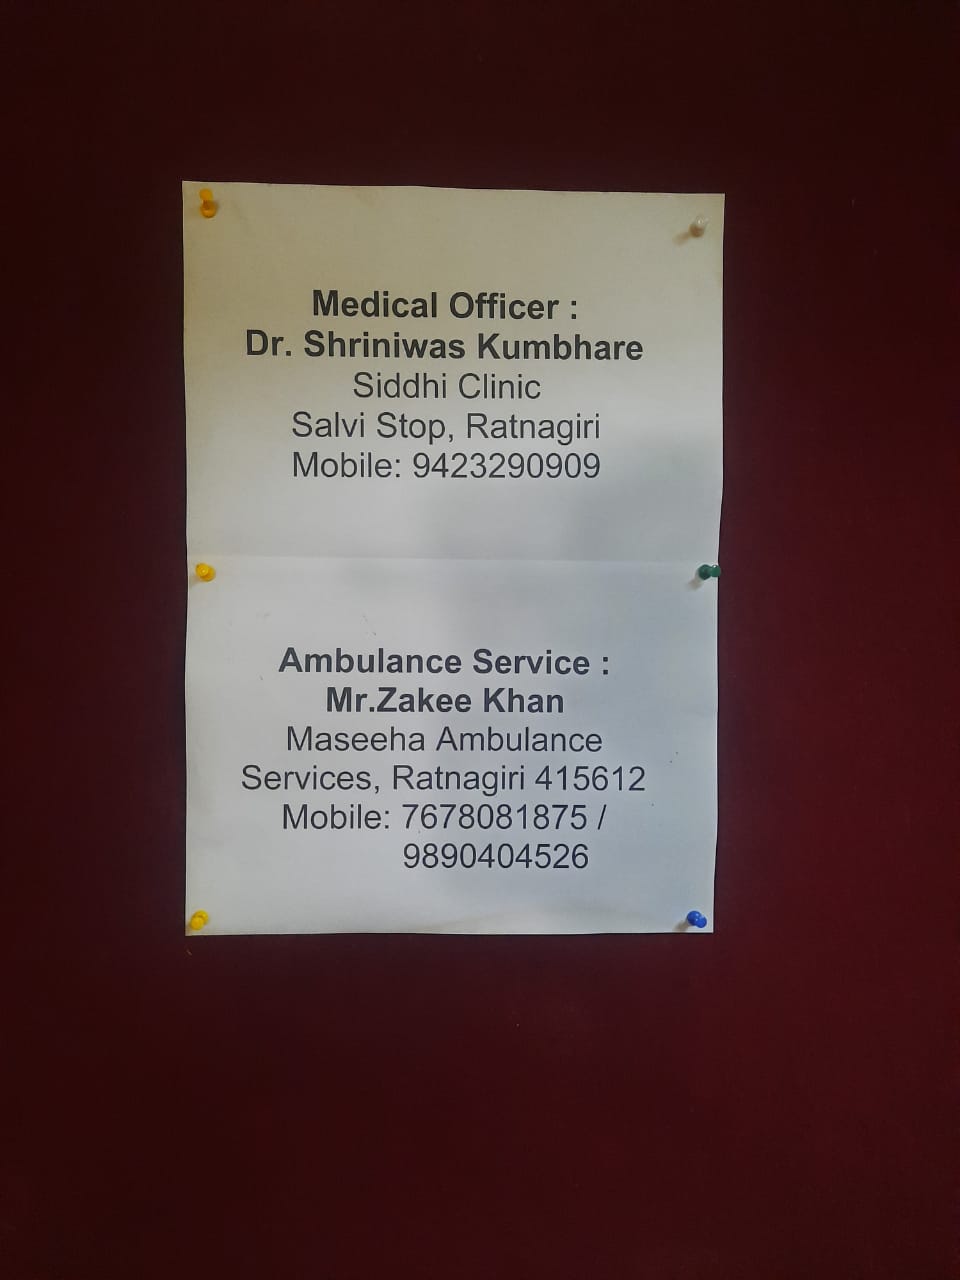 Medical Officer :
Dr. Shriniwas Kumbhare
Siddhi Clinic
Salvi Stop, Ratnagiri
Mobile: 9423290909
Ambulance Service :
Mr.Zakee Khan
Maseeha Ambulance
Services, Ratnagiri 415612
Mobile: 7678081875 /
9890404526